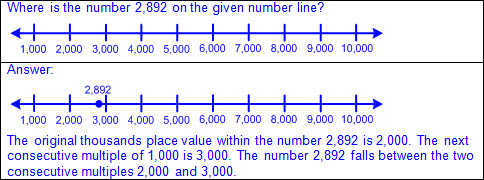 Where is the number 2,892 on the given number line?
1,000 2,000 3,000 4,000 5,000 6,000 7,000 8,000 9,000 10,000
Answer:
2,892
1,000 2,000 3,000 4,000 5,000 6,000 7,000 8,000 9,000 10,000
The original thousands place value within the number 2,892 is 2,000. The next
consecutive multiple of 1,000 is 3,000. The number 2,892 falls between the two
consecutive multiples 2,000 and 3,000.